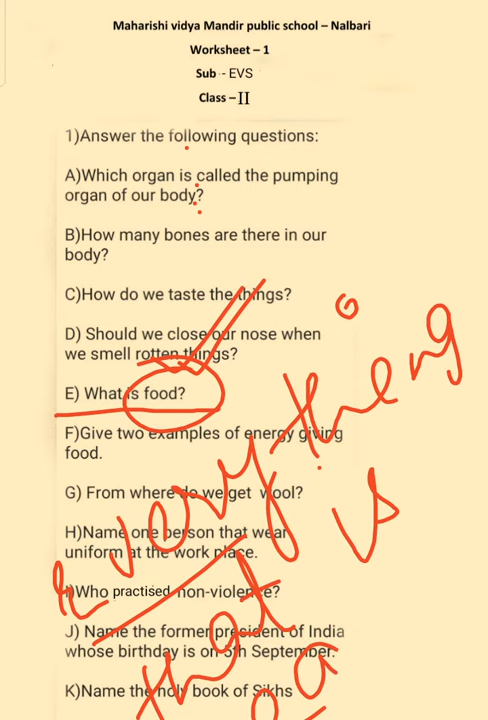 Maharishi vidya Mandir public school – Nalbari
Worksheet – 1
Sub - EVS
Class – II
1)Answer the following questions:
A)Which organ is called the pumping
organ of our body?
B)How many bones are there in our
body?
C)How do we taste the things?
D) Should we close our nose when
we smell rotten things?
E) What is food?
F)Give two examples of energy giving
food.
G) From where do we get wool?
H)Name one person that wear
uniform at the work place.
I)Who practised non-violence?
J) Name the former president of India
whose birthday is on 5th September.
K)Name the holy book of Sikhs
Every thing
is
that